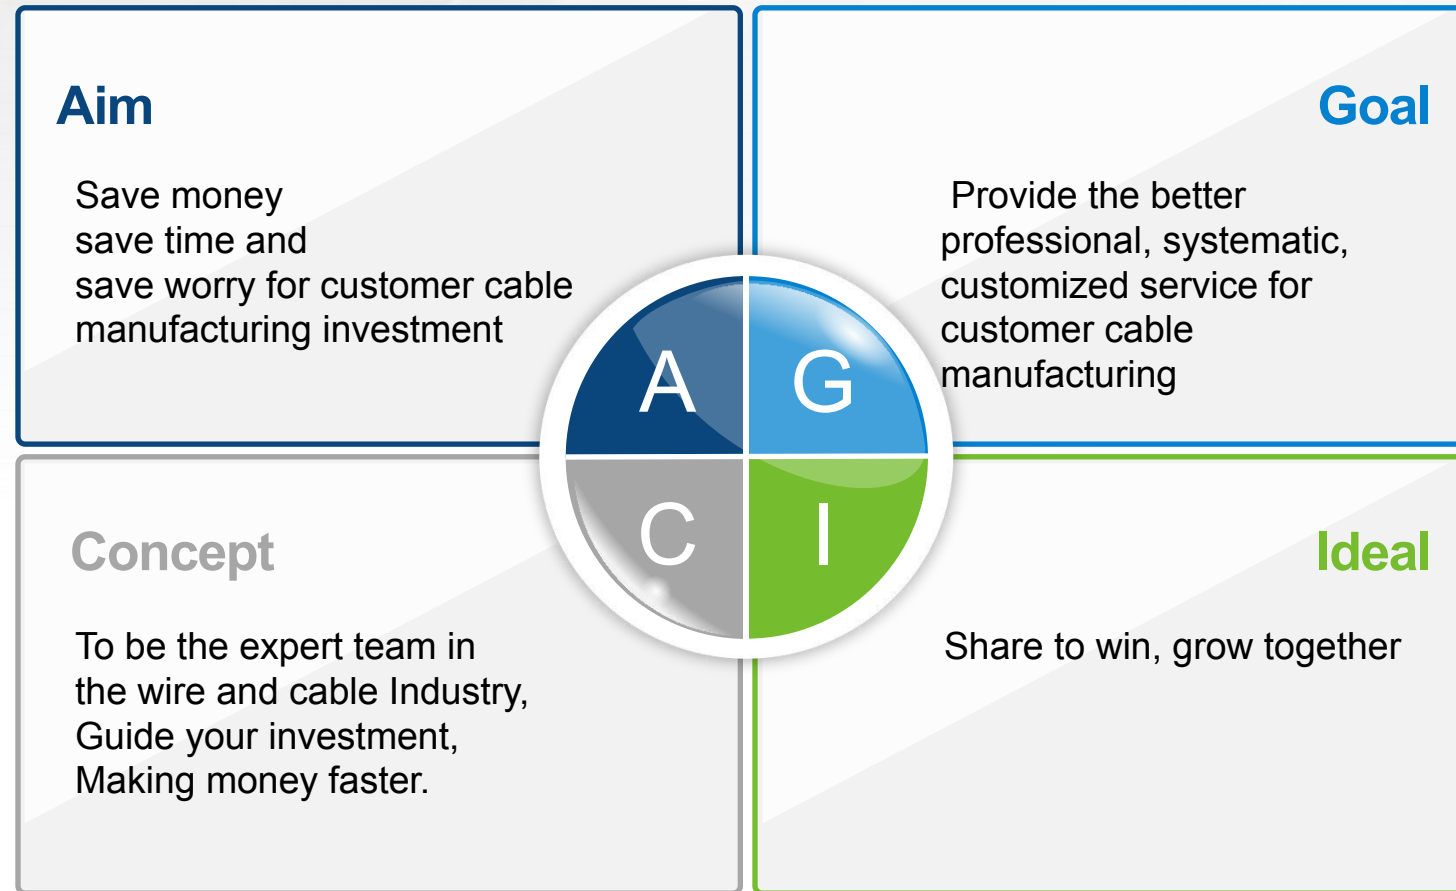 Aim
Save money
save time and
save worry for customer cable
manufacturing investment
Goal
Provide the better
professional, systematic,
customized service for
customer cable
manufacturing
A
G
C
I
Concept
To be the expert team in
the wire and cable Industry,
Guide your investment,
Making money faster.
Ideal
Share to win, grow together